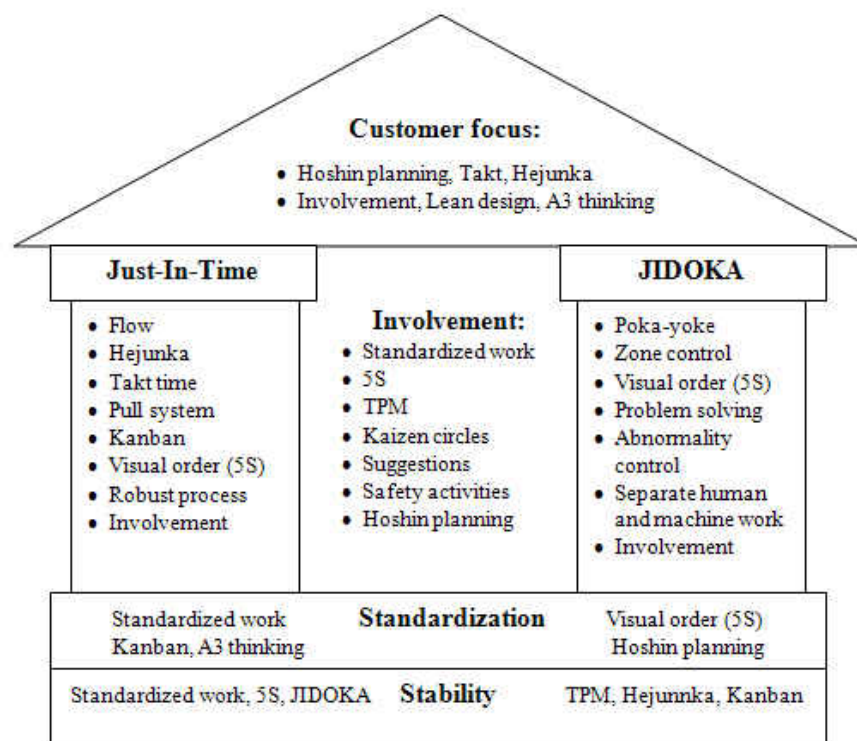 Customer focus:
• Hoshin planning, Takt, Hejunka
• Involvement, Lean design, A3 thinking
Just-In-Time
• Flow
• Hejunka
• Takt time
• Pull system
• Kanban
• Visual order (5S)
• Robust process
• Involvement
Involvement:
• Standardized work
• 5S
• TPM
• Kaizen circles
• Suggestions
• Safety activities
• Hoshin planning
JIDOKA
• Poka-yoke
• Zone control
• Visual order (5S)
• Problem solving
• Abnormality
control
• Separate human
and machine work
• Involvement
Standardized work
Kanban, A3 thinking
Standardization
Visual order (5S)
Hoshin planning
Standardized work, 5S, JIDOKA
Stability
TPM, Hejunnka, Kanban